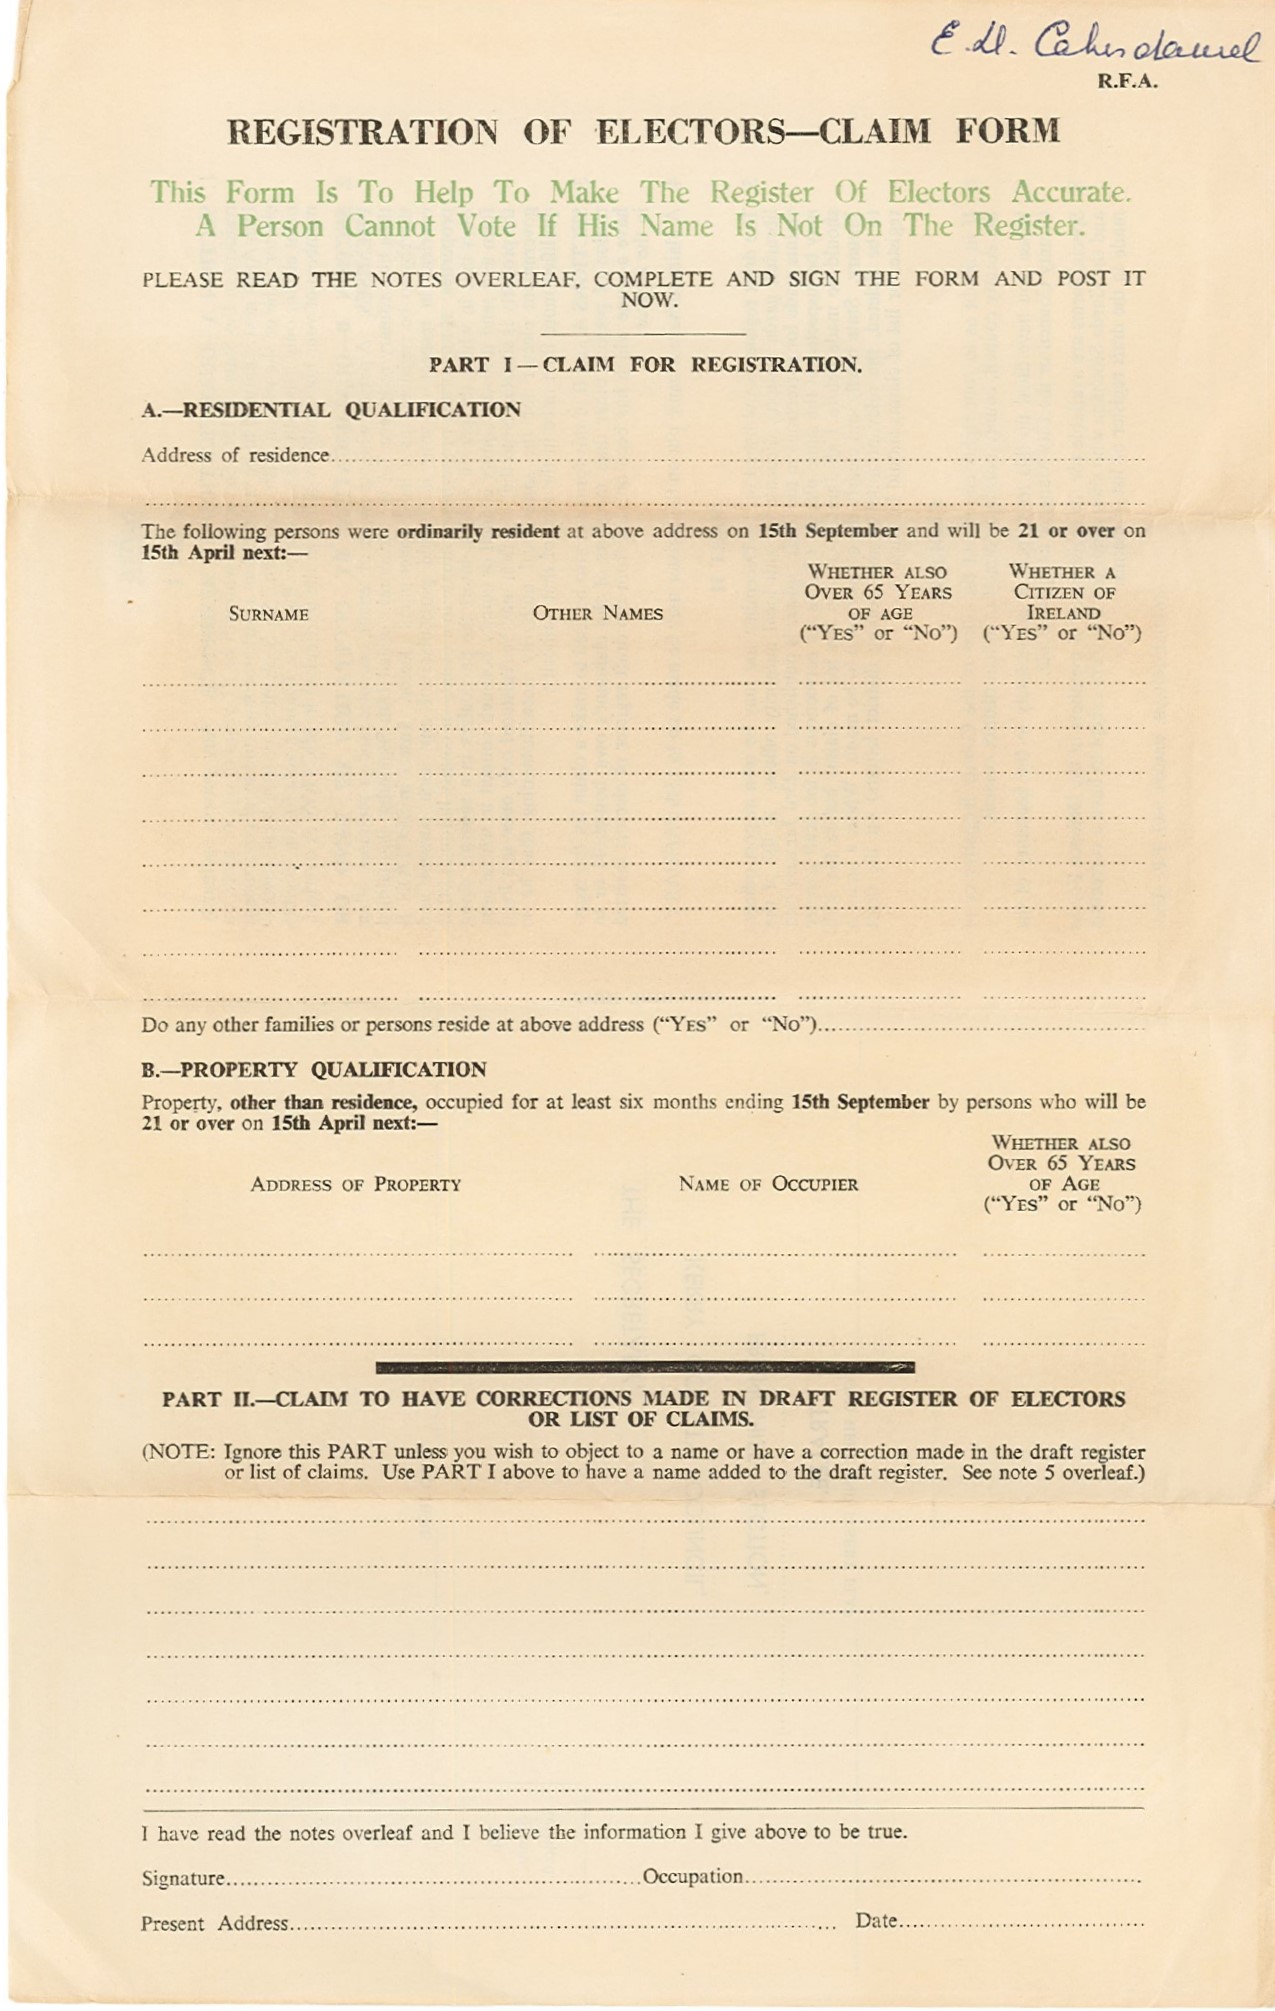 E.D. Caherdaniel
R.F.A.
REGISTRATION OF ELECTORS—CLAIM FORM
This Form Is To Help To Make The Register Of Electors Accurate.
A Person Cannot Vote If His Name Is Not On The Register.
PLEASE READ THE NOTES OVERLEAF, COMPLETE AND SIGN THE FORM AND POST IT
NOW.
PART I—CLAIM FOR REGISTRATION.
A.—RESIDENTIAL QUALIFICATION
Address of residence
The following persons were ordinarily resident at above address on 15th September and will be 21 or over on
15th April next:—
SURNAME
OTHER NAMES
WHETHER ALSO
OVER 65 YEARS
OF AGE
("YES" or "NO")
WHETHER A
CITIZEN OF
IRELAND
("YES" or "NO")
Do any other families or persons reside at above address ("YES" or "NO")
B.—PROPERTY QUALIFICATION
Property, other than residence, occupied for at least six months ending 15th September by persons who will be
21 or over on 15th April next:—
ADDRESS OF PROPERTY
NAME OF OCCUPIER
WHETHER ALSO
OVER 65 YEARS
OF AGE
("YES" or "NO")
PART II.—CLAIM TO HAVE CORRECTIONS MADE IN DRAFT REGISTER OF ELECTORS
OR LIST OF CLAIMS.
(NOTE: Ignore this PART unless you wish to object to a name or have a correction made in the draft register
or list of claims. Use PART I above to have a name added to the draft register. See note 5 overleaf.)
I have read the notes overleaf and I believe the information I give above to be true.
Signature Occupation
Present Address Date